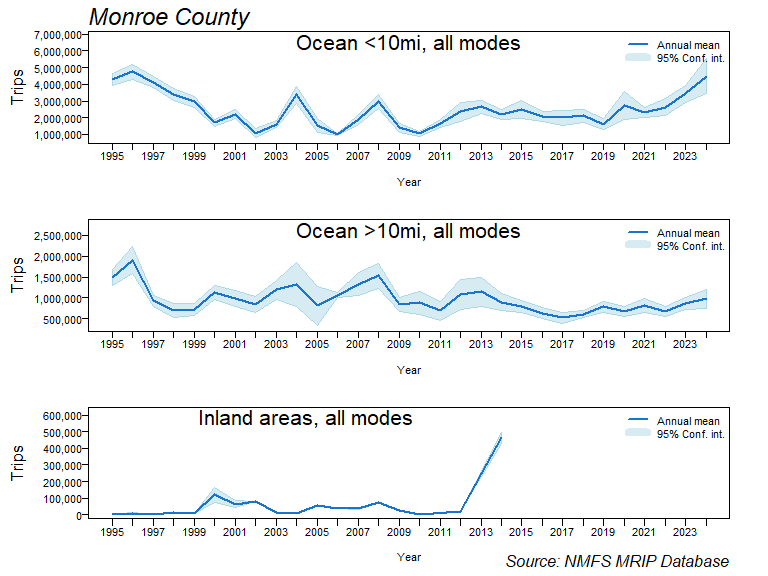 Monroe County
Ocean <10mi, all modes
Annual mean
95% Conf. int.
Trips
7,000,000
6,000,000
5,000,000
4,000,000
3,000,000
2,000,000
1,000,000
1995 1997 1999 2001 2003 2005 2007 2009 2011 2013 2015 2017 2019 2021 2023
Year
Ocean >10mi, all modes
Annual mean
95% Conf. int.
Trips
2,500,000
2,000,000
1,500,000
1,000,000
500,000
1995 1997 1999 2001 2003 2005 2007 2009 2011 2013 2015 2017 2019 2021 2023
Year
Inland areas, all modes
Annual mean
95% Conf. int.
Trips
600,000
500,000
400,000
300,000
200,000
100,000
0
1995 1997 1999 2001 2003 2005 2007 2009 2011 2013 2015 2017 2019 2021 2023
Year
Source: NMFS MRIP Database